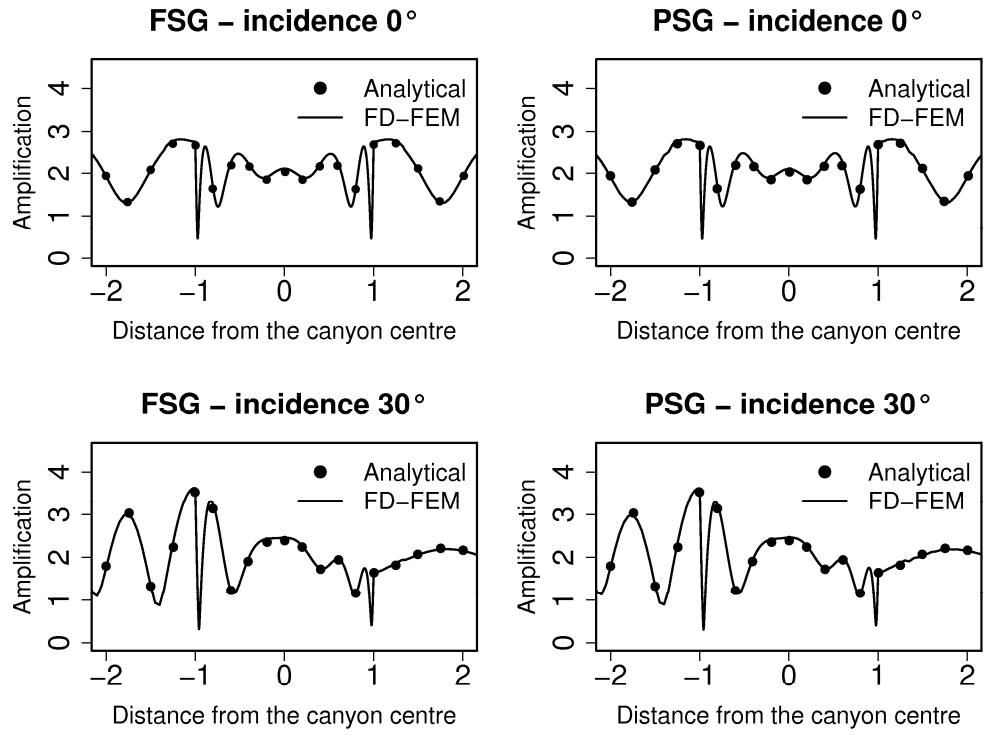 FSG – incidence 0°
Amplification
4
3
2
1
0
Analytical
FD−FEM
−2 −1 0 1 2
Distance from the canyon centre
PSG – incidence 0°
Amplification
4
3
2
1
0
Analytical
FD−FEM
−2 −1 0 1 2
Distance from the canyon centre
FSG – incidence 30°
Amplification
4
3
2
1
0
Analytical
FD−FEM
−2 −1 0 1 2
Distance from the canyon centre
PSG – incidence 30°
Amplification
4
3
2
1
0
Analytical
FD−FEM
−2 −1 0 1 2
Distance from the canyon centre